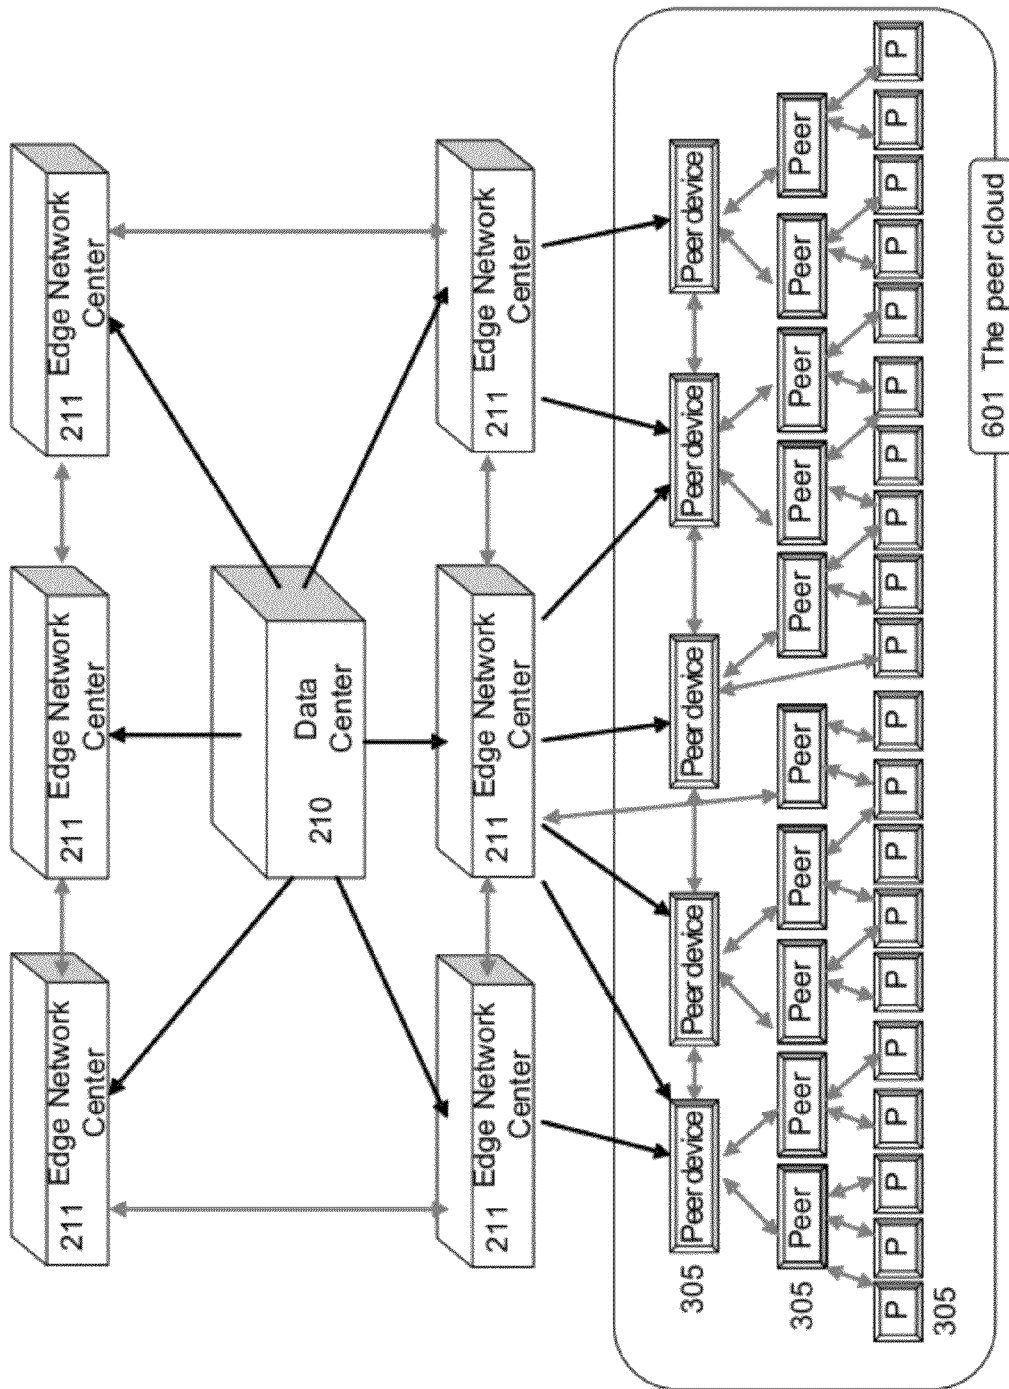 211 Edge Network
Center
211 Edge Network
Center
211 Edge Network
Center
Data
210 Center
211 Edge Network
Center
211 Edge Network
Center
211 Edge Network
Center
305 Peer device Peer device Peer device Peer device Peer device
305 Peer Peer Peer Peer Peer Peer Peer Peer Peer Peer
P P P P P P P P P P P P P P P P P P P P
305
601 The peer cloud